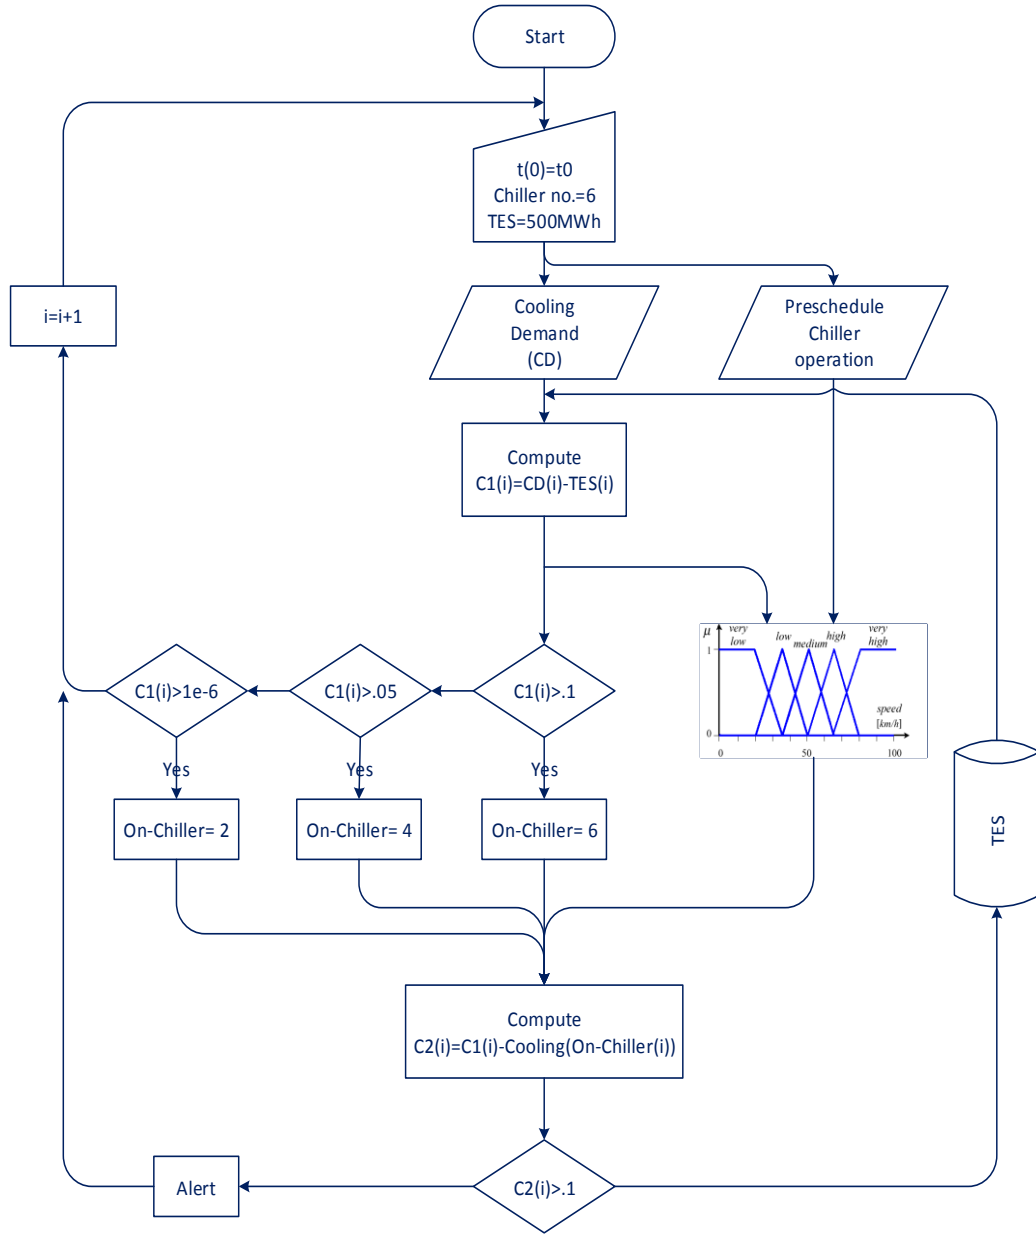 Start
t(0)=t0
Chiller no.=6
TES=500MWh
i=i+1
Cooling
Demand
(CD)
Preschedule
Chiller
operation
Compute
C1(i)=CD(i)-TES(i)
μ
very
low
low
medium
high
very
high
1
speed
[km/h]
0
0
50
100
C1(i)>1e-6
C1(i)>.05
C1(i)>.1
Yes
Yes
Yes
On-Chiller= 2
On-Chiller= 4
On-Chiller= 6
TES
Compute
C2(i)=C1(i)-Cooling(On-Chiller(i))
Alert
C2(i)>.1